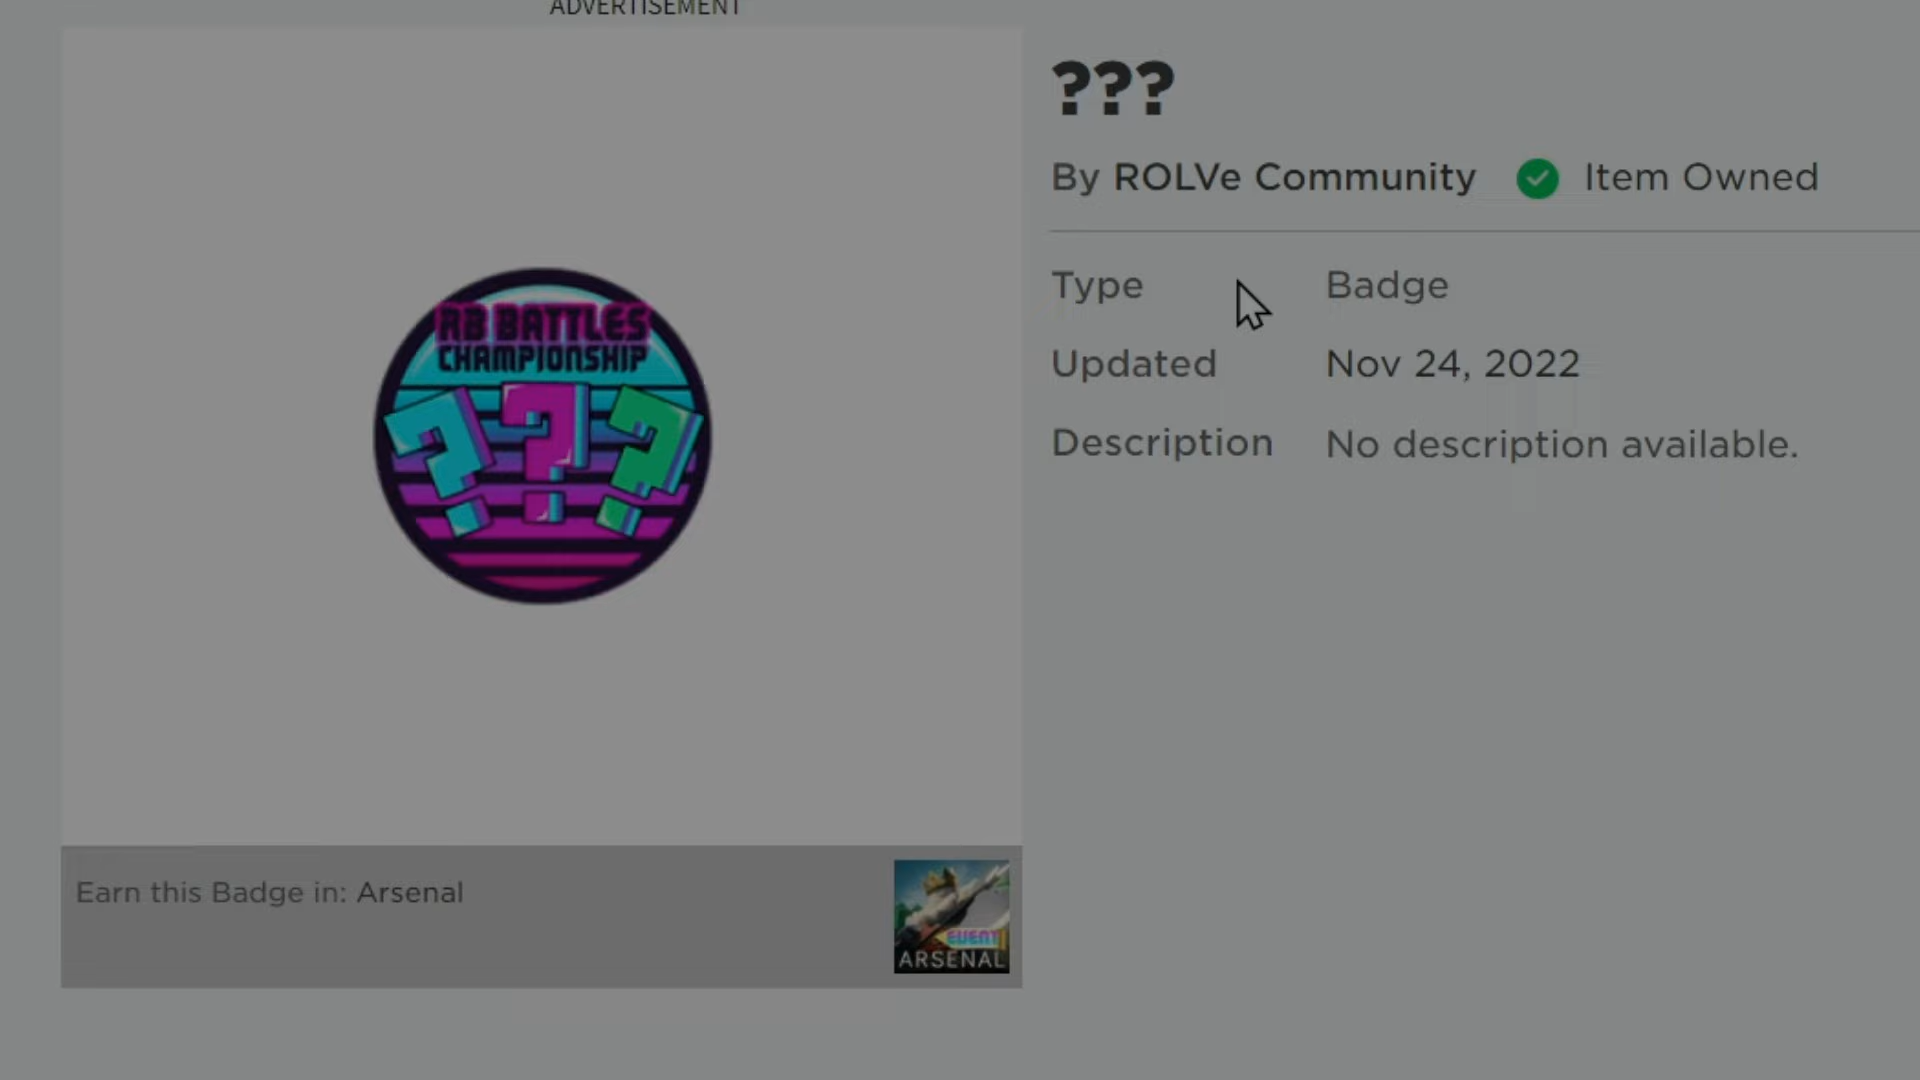 ADVERTISEMENT
???
By ROLVe Community
Item Owned
Type
Badge
Updated
Nov 24, 2022
Description
No description available.
RB BATTLES
CHAMPIONSHIP
???
Earn this Badge in: Arsenal
EVENT
ARSENAL